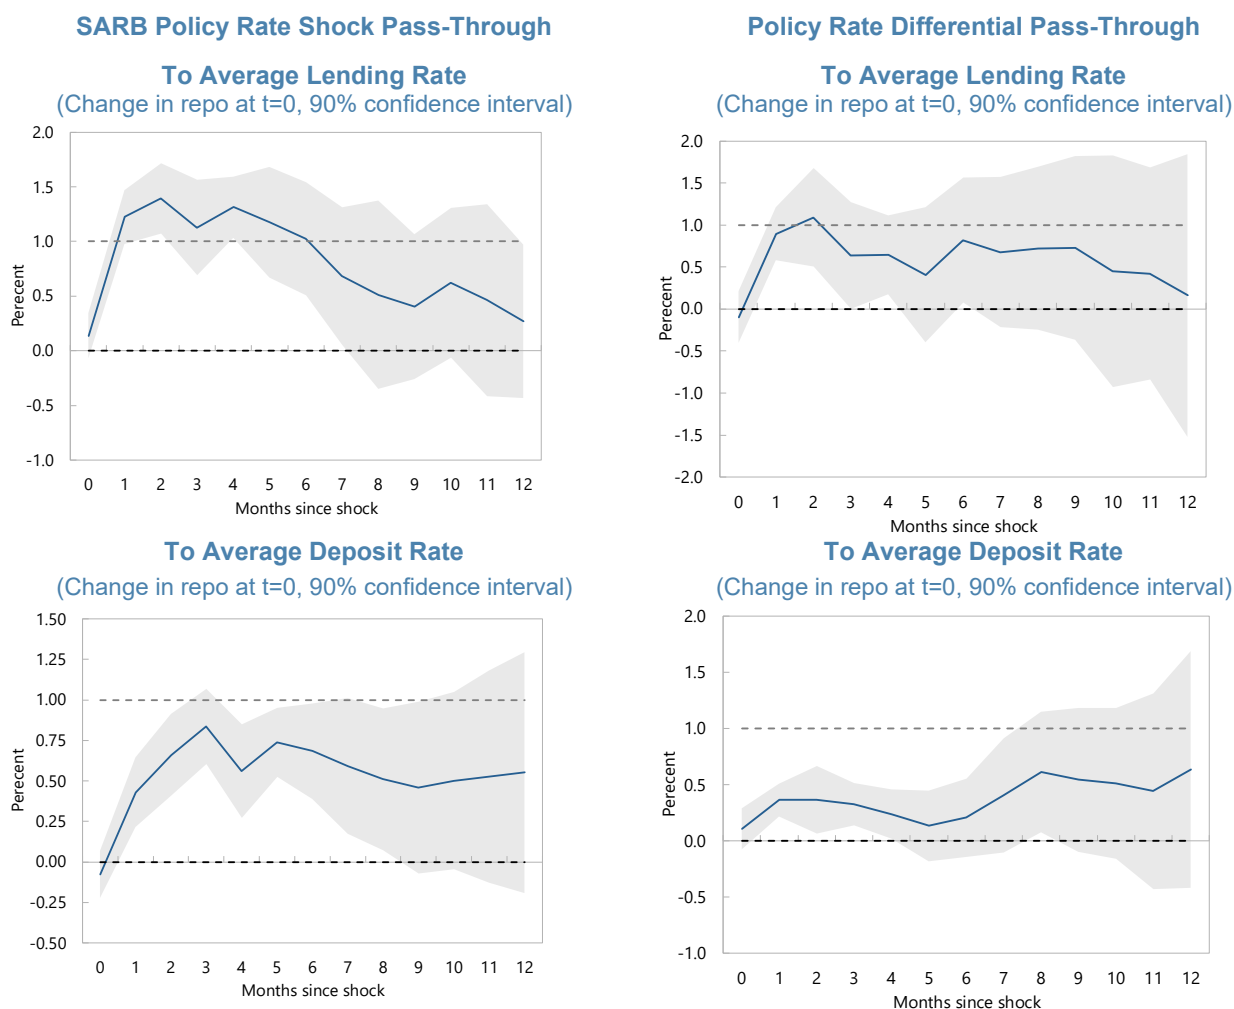 SARB Policy Rate Shock Pass-Through
To Average Lending Rate
(Change in repo at t=0, 90% confidence interval)
2.0
1.5
1.0
0.5
0.0
-0.5
-1.0
Perecent
0 1 2 3 4 5 6 7 8 9 10 11 12
Months since shock
Policy Rate Differential Pass-Through
To Average Lending Rate
(Change in repo at t=0, 90% confidence interval)
2.0
1.5
1.0
0.5
0.0
-0.5
-1.0
-1.5
-2.0
Perecent
0 1 2 3 4 5 6 7 8 9 10 11 12
Months since shock
To Average Deposit Rate
(Change in repo at t=0, 90% confidence interval)
1.50
1.25
1.00
0.75
0.50
0.25
0.00
-0.25
-0.50
Perecent
0 1 2 3 4 5 6 7 8 9 10 11 12
Months since shock
To Average Deposit Rate
(Change in repo at t=0, 90% confidence interval)
2.0
1.5
1.0
0.5
0.0
-0.5
-1.0
Perecent
0 1 2 3 4 5 6 7 8 9 10 11 12
Months since shock